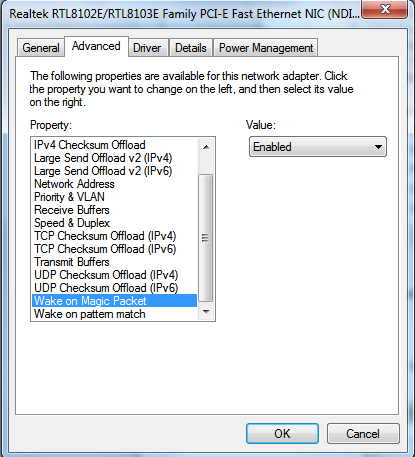 Realtek RTL8102E/RTL8103E Family PCI-E Fast Ethernet NIC (NDI...
General
Advanced
Driver
Details
Power Management
The following properties are available for this network adapter. Click
the property you want to change on the left, and then select its value
on the right.
Property:
Value:
IPv4 Checksum Offload
Large Send Offload v2 (IPv4)
Large Send Offload v2 (IPv6)
Network Address
Priority & VLAN
Receive Buffers
Speed & Duplex
TCP Checksum Offload (IPv4)
TCP Checksum Offload (IPv6)
Transmit Buffers
UDP Checksum Offload (IPv4)
UDP Checksum Offload (IPv6)
Wake on Magic Packet
Wake on pattern match
Enabled
OK
Cancel